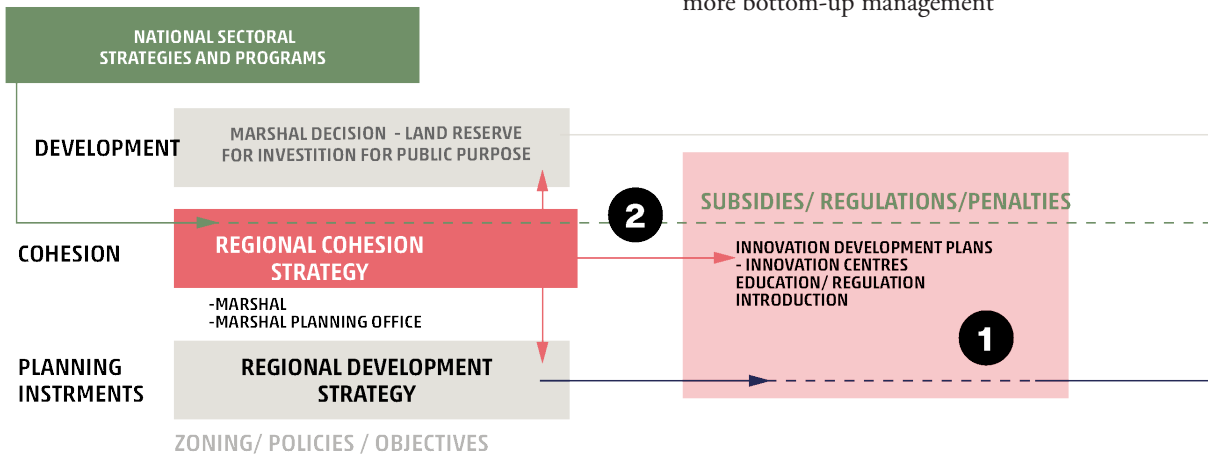 more bottom-up management
NATIONAL SECTORAL
STRATEGIES AND PROGRAMS
DEVELOPMENT
MARSHAL DECISION - LAND RESERVE
FOR INVESTITION FOR PUBLIC PURPOSE
SUBSIDIES/ REGULATIONS/PENALTIES
2
COHESION
REGIONAL COHESION
STRATEGY
INNOVATION DEVELOPMENT PLANS
- INNOVATION CENTRES
EDUCATION/ REGULATION
INTRODUCTION
-MARSHAL
-MARSHAL PLANNING OFFICE
1
PLANNING
INSTRMENTS
REGIONAL DEVELOPMENT
STRATEGY
ZONING/ POLICIES / OBJECTIVES